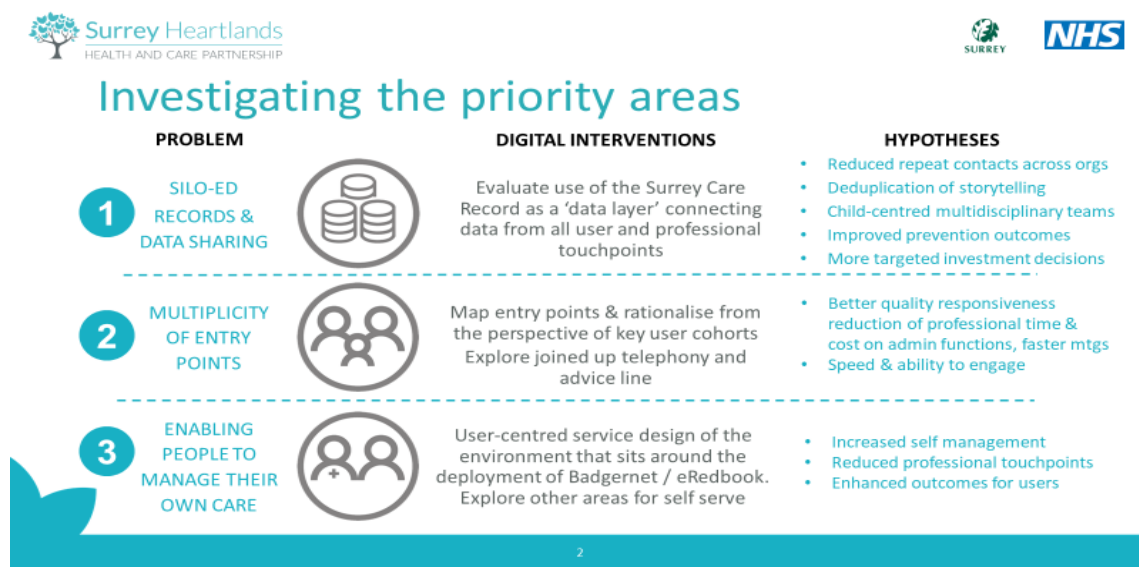 Surrey Heartlands
HEALTH AND CARE PARTNERSHIP
SURREY
NHS
Investigating the priority areas
PROBLEM
DIGITAL INTERVENTIONS
HYPOTHESES
1
SILO-ED
RECORDS &
DATA SHARING
Evaluate use of the Surrey Care
Record as a ‘data layer’ connecting
data from all user and professional
touchpoints
• Reduced repeat contacts across orgs
• Deduplication of storytelling
• Child-centred multidisciplinary teams
• Improved prevention outcomes
• More targeted investment decisions
2
MULTIPLICITY
OF ENTRY
POINTS
Map entry points & rationalise from
the perspective of key user cohorts
Explore joined up telephony and
advice line
• Better quality responsiveness
reduction of professional time &
cost on admin functions, faster mtgs
• Speed & ability to engage
3
ENABLING
PEOPLE TO
MANAGE THEIR
OWN CARE
User-centred service design of the
environment that sits around the
deployment of Badgernet / eRedbook.
Explore other areas for self serve
• Increased self management
• Reduced professional touchpoints
• Enhanced outcomes for users
2